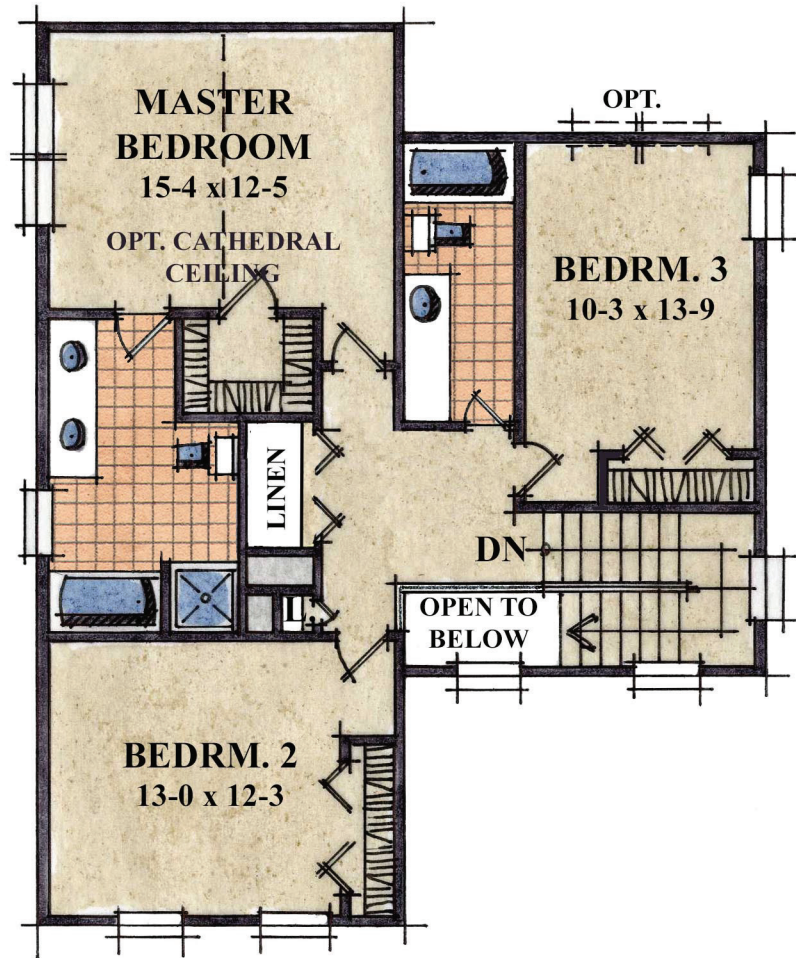 MASTER
BEDROOM
15-4 x 12-5
OPT. CATHEDRAL
CEILING
OPT.
BEDRM. 3
10-3 x 13-9
LINEN
DN
L
OPEN TO
BELOW
BEDRM. 2
13-0 x 12-3